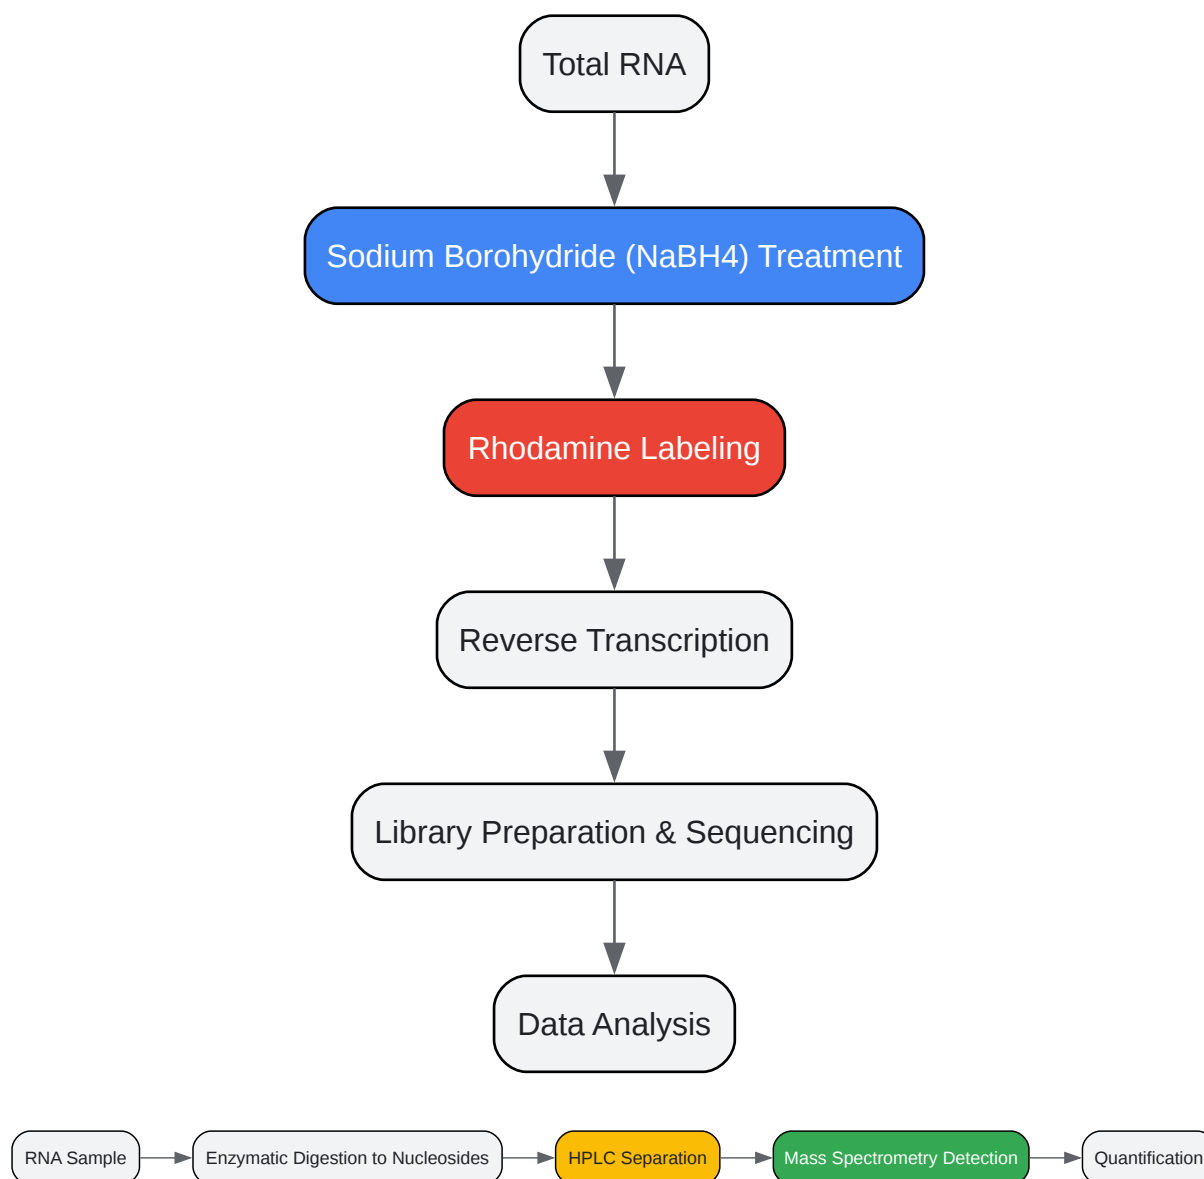 Total RNA
Sodium Borohydride (NaBH4) Treatment
Rhodamine Labeling
Reverse Transcription
Library Preparation & Sequencing
Data Analysis
RNA Sample
Enzymatic Digestion to Nucleosides
HPLC Separation
Mass Spectrometry Detection
Quantification